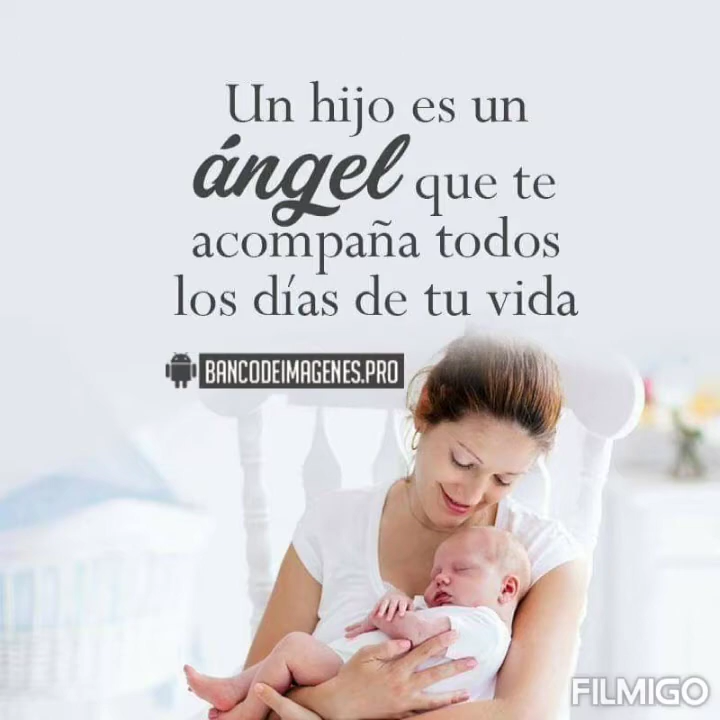 Un hijo es un
ángel que te
acompaña todos
los días de tu vida
BANCODEIMAGENES.PRO
FILMIGO